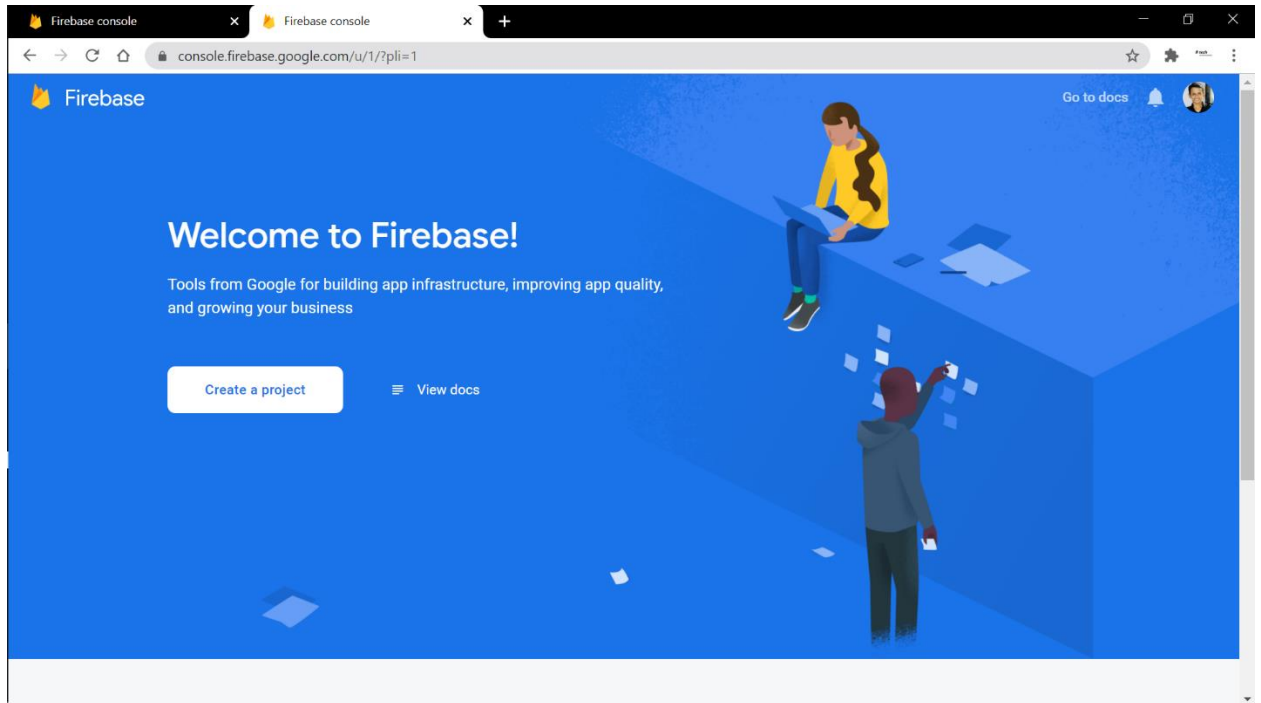 Firebase console
Firebase console
console.firebase.google.com/u/1/?pli=1
Firebase
Go to docs
Welcome to Firebase!
Tools from Google for building app infrastructure, improving app quality,
and growing your business
Create a project
View docs